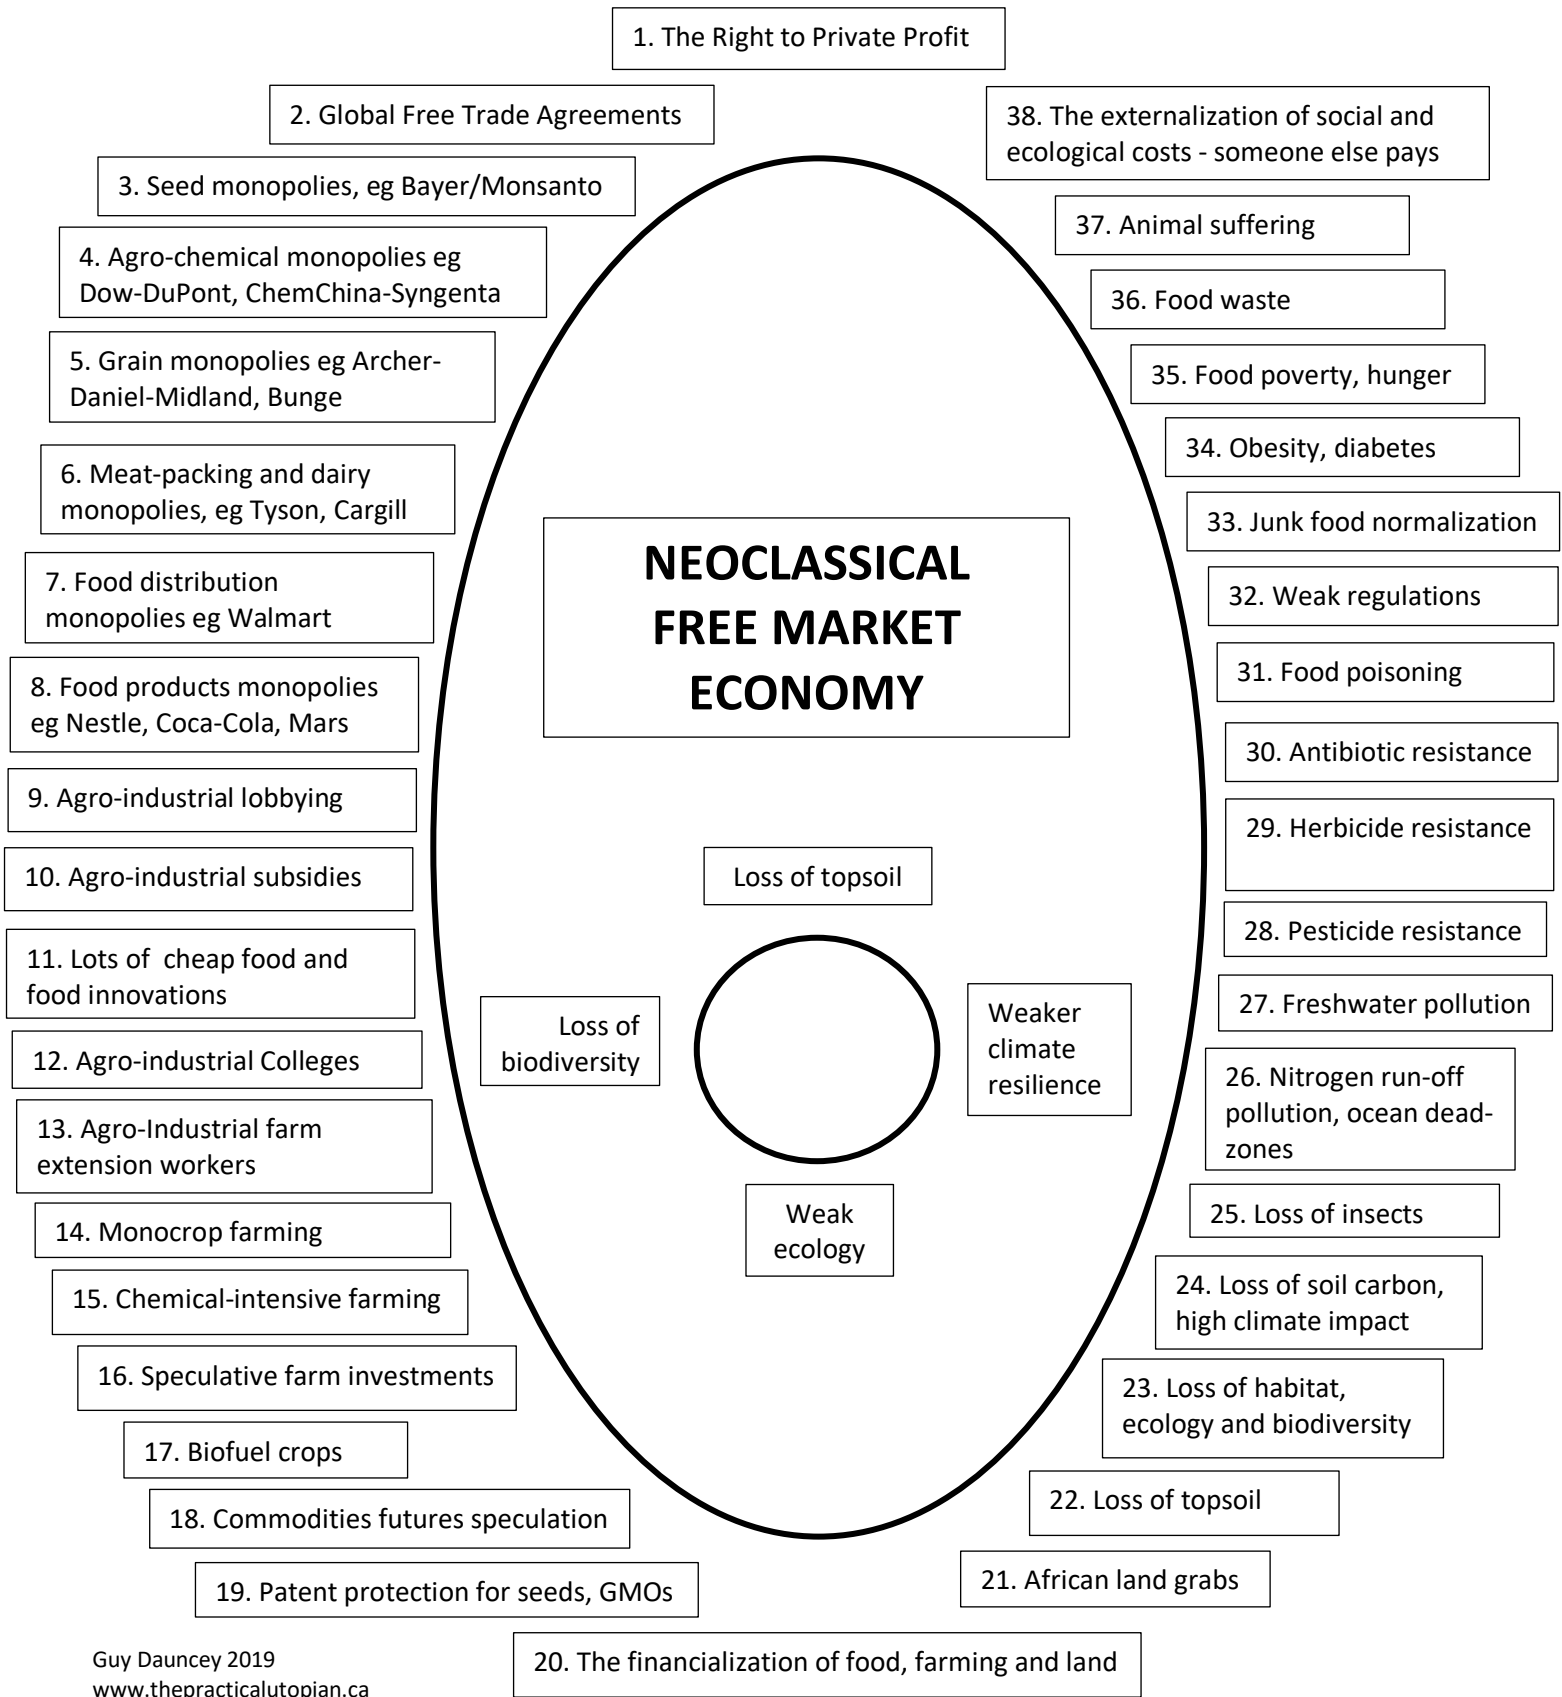 1. The Right to Private Profit
2. Global Free Trade Agreements
3. Seed monopolies, eg Bayer/Monsanto
4. Agro-chemical monopolies eg
Dow-DuPont, ChemChina-Syngenta
5. Grain monopolies eg Archer-
Daniel-Midland, Bunge
6. Meat-packing and dairy
monopolies, eg Tyson, Cargill
7. Food distribution
monopolies eg Walmart
8. Food products monopolies
eg Nestle, Coca-Cola, Mars
9. Agro-industrial lobbying
10. Agro-industrial subsidies
11. Lots of  cheap food and
food innovations
12. Agro-industrial Colleges
13. Agro-Industrial farm
extension workers
14. Monocrop farming
15. Chemical-intensive farming
16. Speculative farm investments
17. Biofuel crops
18. Commodities futures speculation
19. Patent protection for seeds, GMOs
20. The financialization of food, farming and land
21. African land grabs
22. Loss of topsoil
23. Loss of habitat,
ecology and biodiversity
24. Loss of soil carbon,
high climate impact
25. Loss of insects
26. Nitrogen run-off
pollution, ocean dead-
zones
27. Freshwater pollution
28. Pesticide resistance
29. Herbicide resistance
30. Antibiotic resistance
31. Food poisoning
32. Weak regulations
33. Junk food normalization
34. Obesity, diabetes
35. Food poverty, hunger
36. Food waste
37. Animal suffering
38. The externalization of social and
ecological costs - someone else pays
NEOCLASSICAL
FREE MARKET
ECONOMY
Loss of topsoil
Loss of
biodiversity
Weaker
climate
resilience
Weak
ecology
Guy Dauncey 2019
www.thepracticalutopian.ca